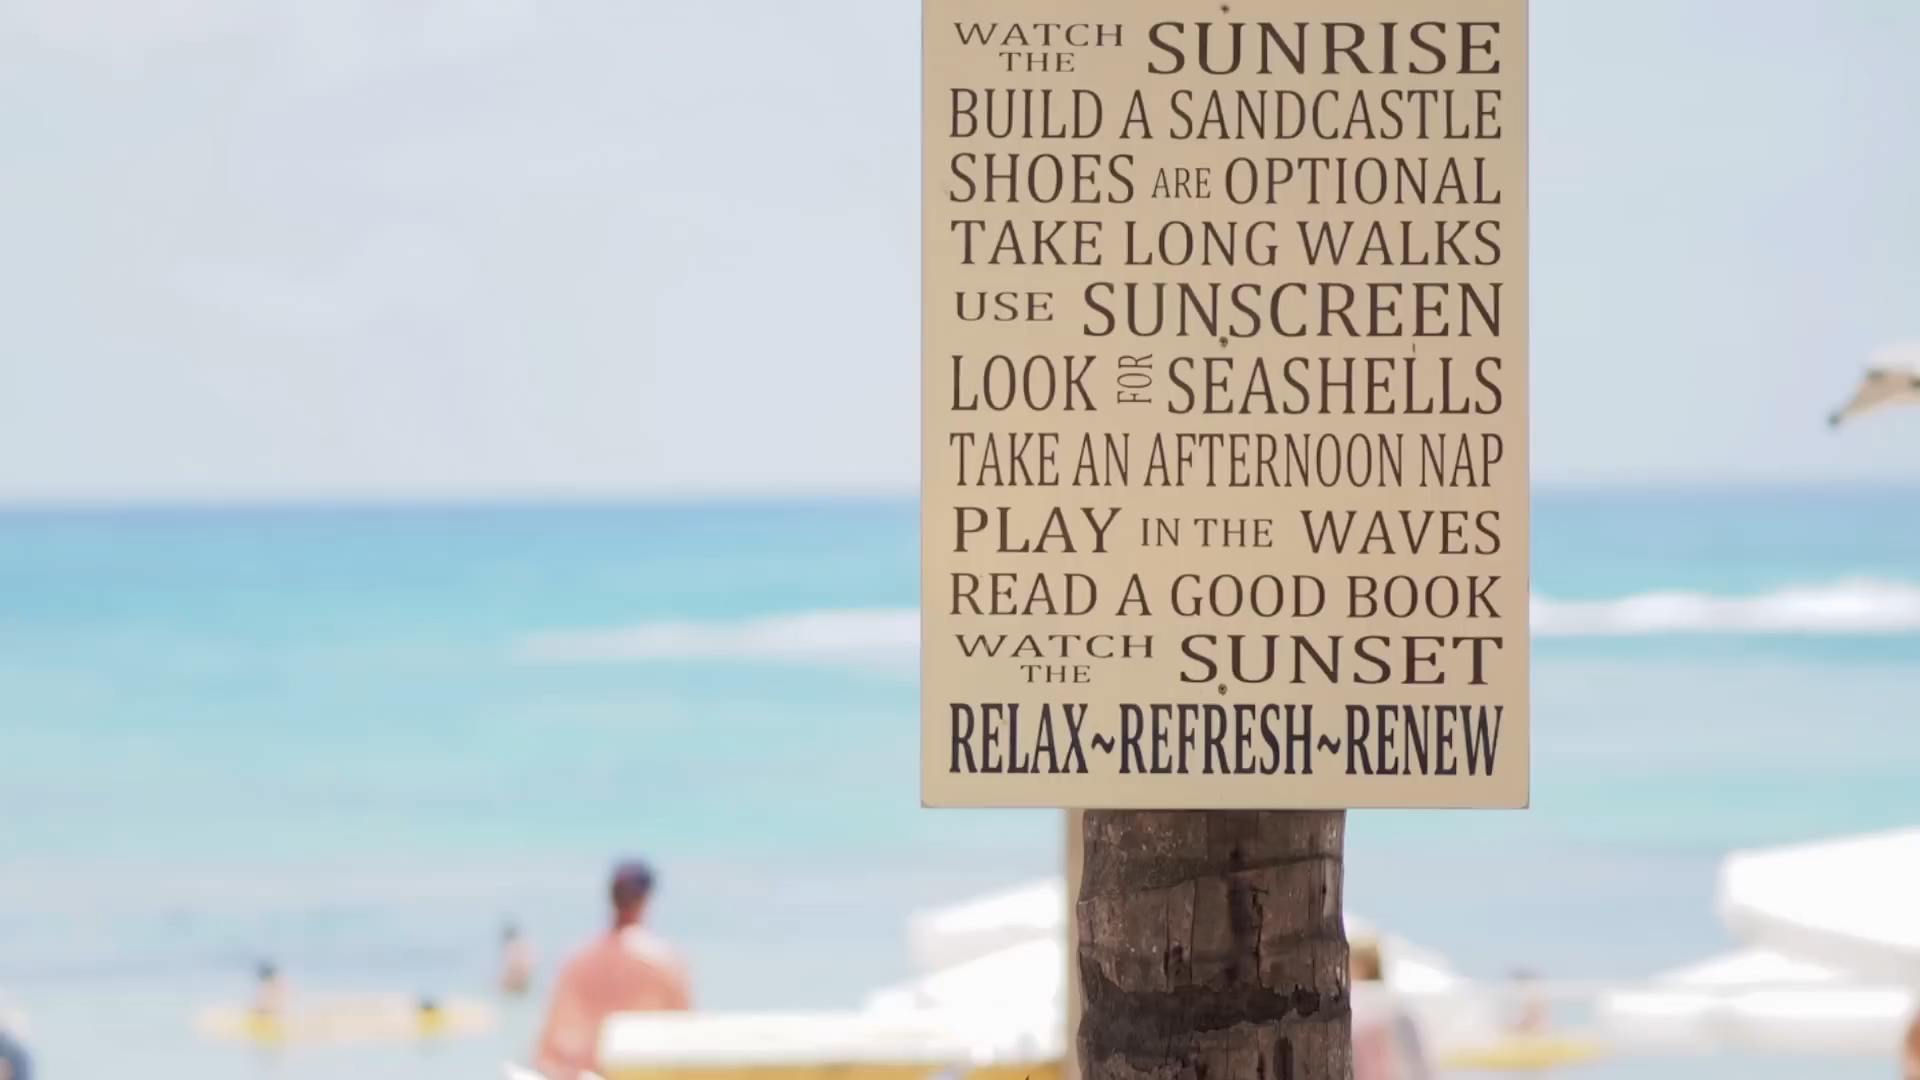 WATCH THE SUNRISE
BUILD A SANDCASTLE
SHOES ARE OPTIONAL
TAKE LONG WALKS
USE SUNSCREEN
LOOK FOR SEASHELLS
TAKE AN AFTERNOON NAP
PLAY IN THE WAVES
READ A GOOD BOOK
WATCH THE SUNSET
RELAX~REFRESH~RENEW